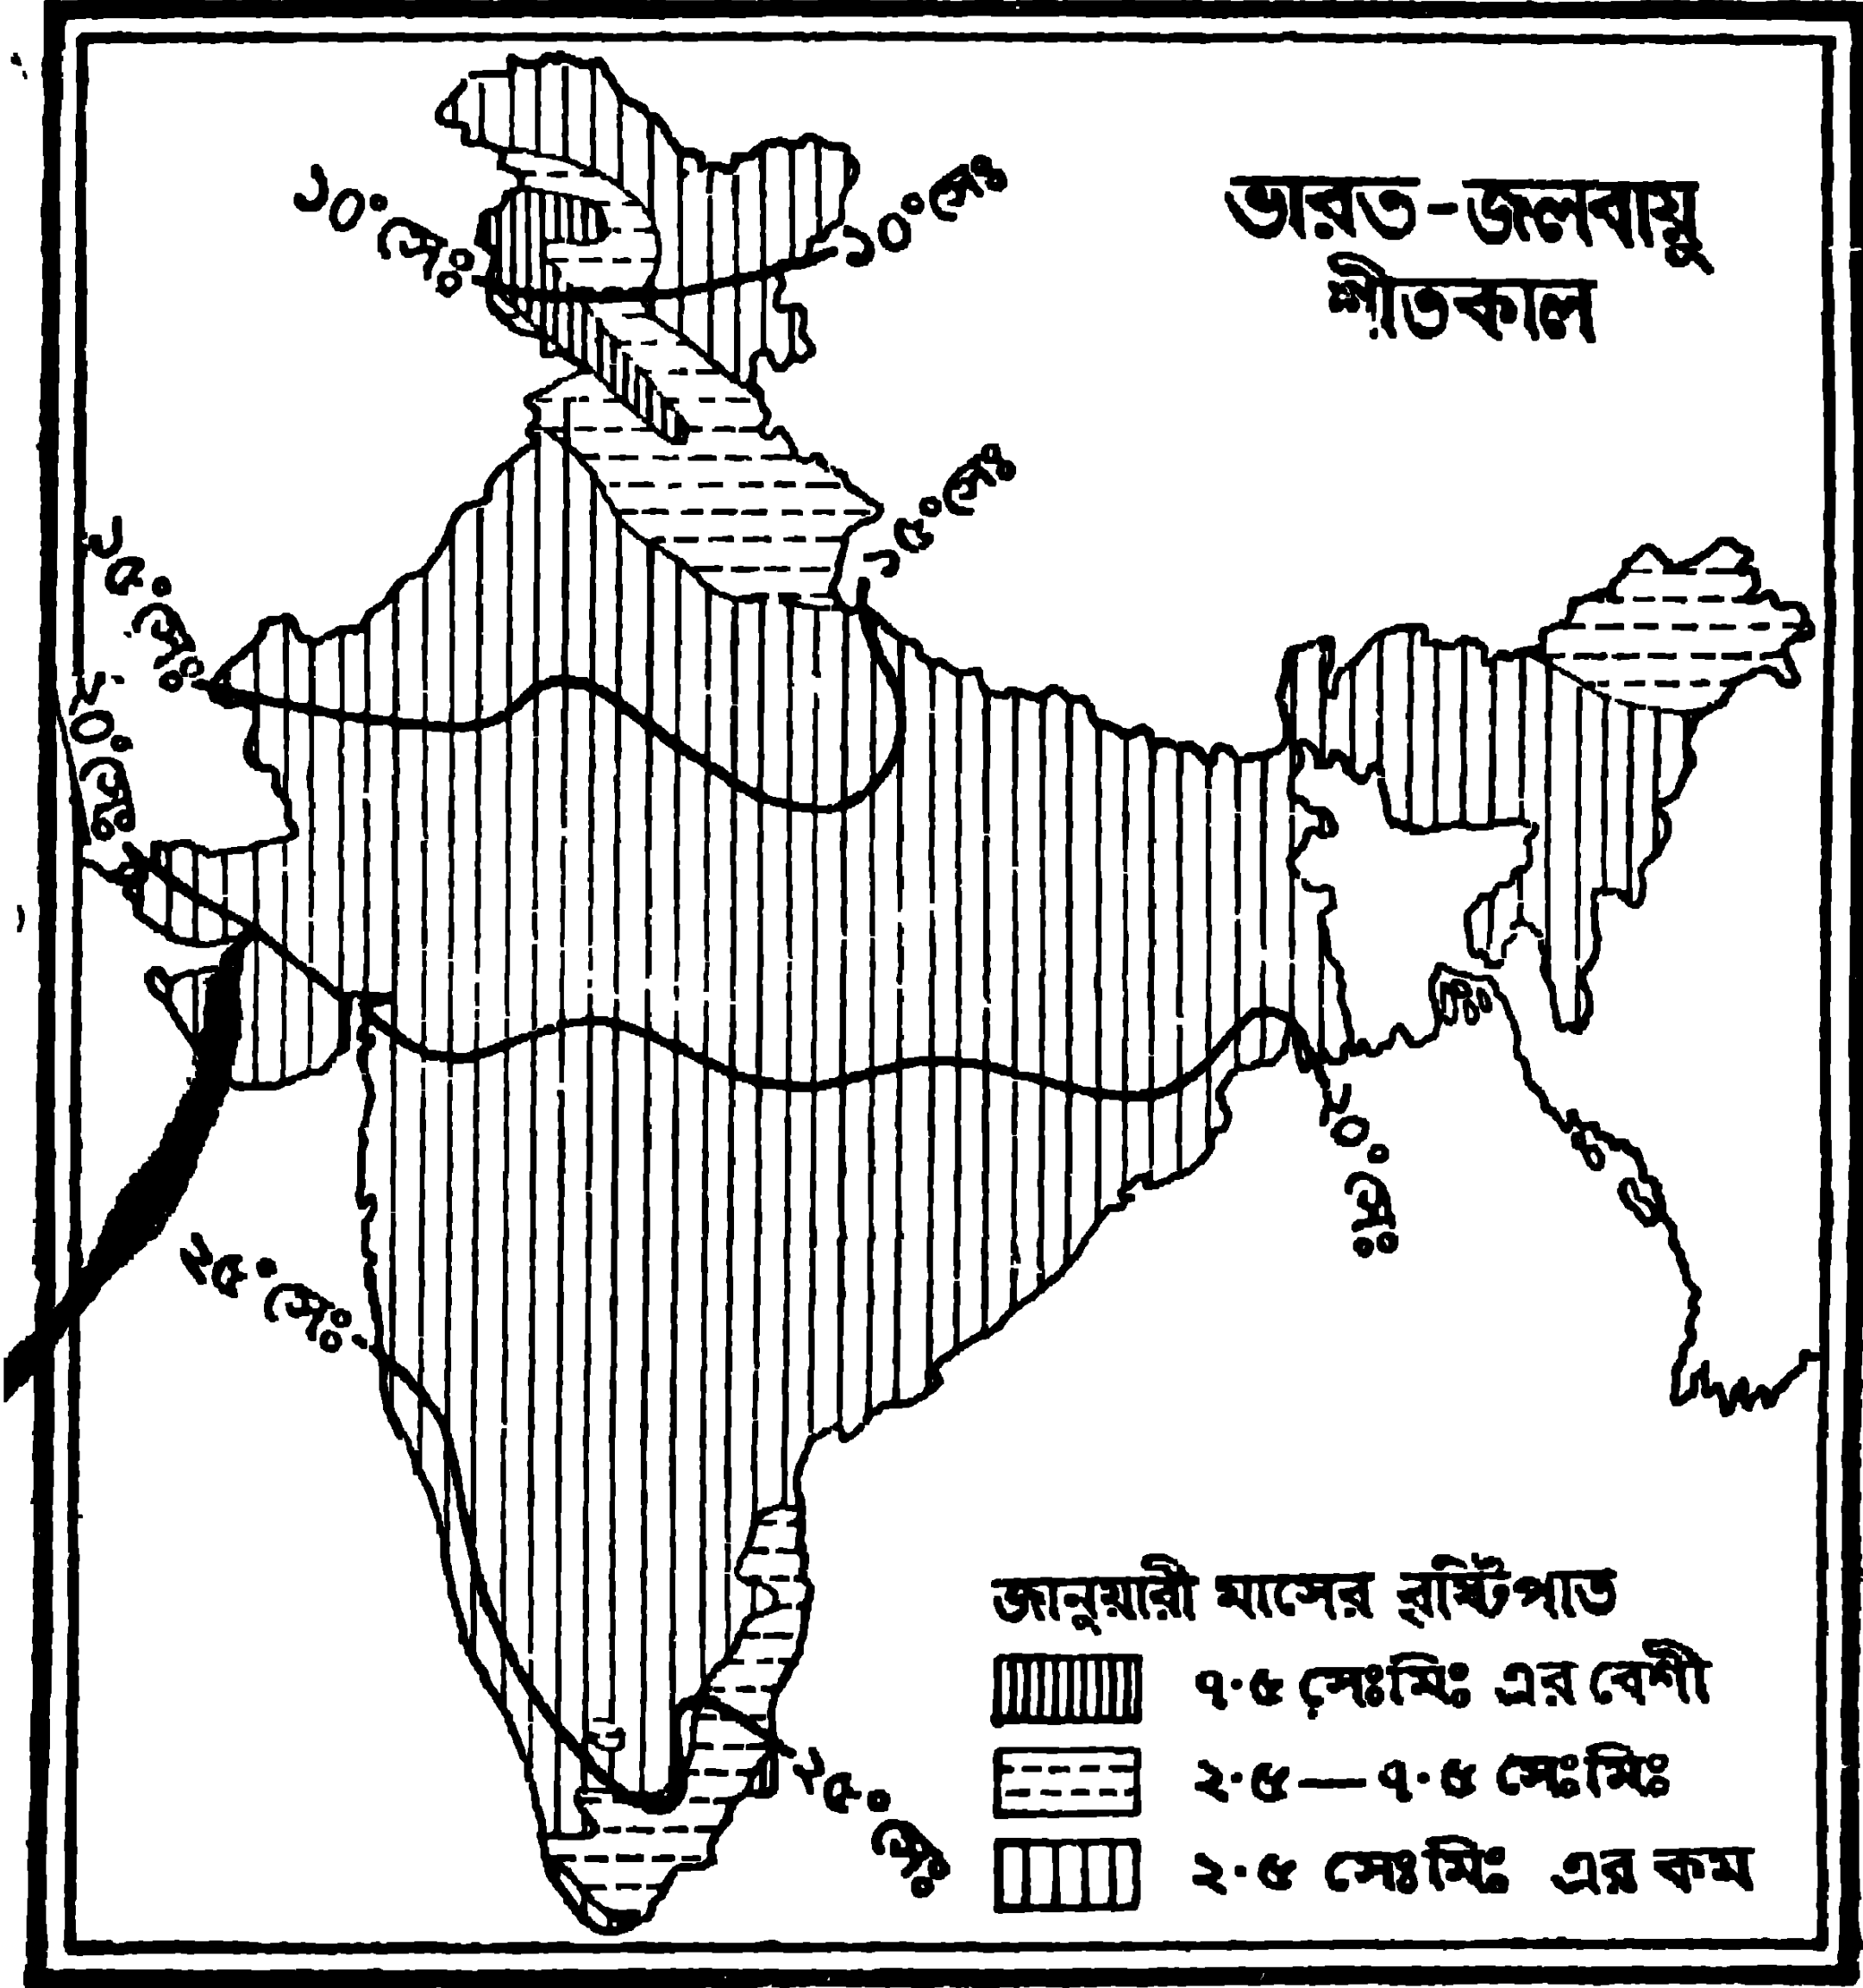 ভারত-জলবায়ু
শীতকাল
১০° সেঃ
১০° সেঃ
১৫° সেঃ
১৫° সেঃ
২০° সেঃ
২০° সেঃ
২৫° সেঃ
২৫° সেঃ
জানুয়ারী মাসের বৃষ্টিপাত
৭·৫ সেঃমিঃ এর বেশী
২·৫—৭·৫ সেঃমিঃ
২·৫ সেঃমিঃ এর কম